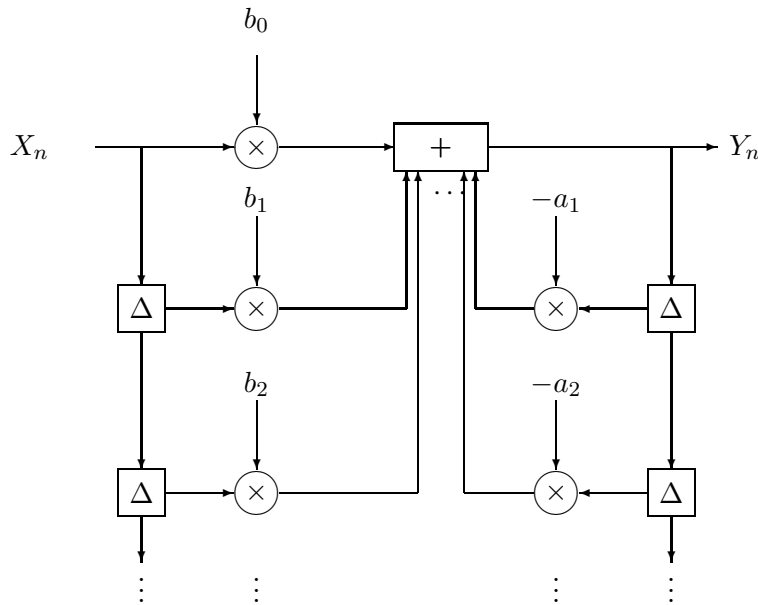 b₀
Xₙ × + Yₙ
b₁ ⋯ −a₁
Δ × × Δ
b₂ −a₂
Δ × × Δ
⋮ ⋮ ⋮ ⋮